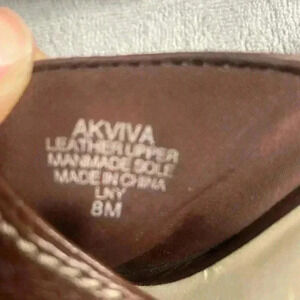 AKVIVA
LEATHER UPPER
MANMADE SOLE
MADE IN CHINA
LNY
8M